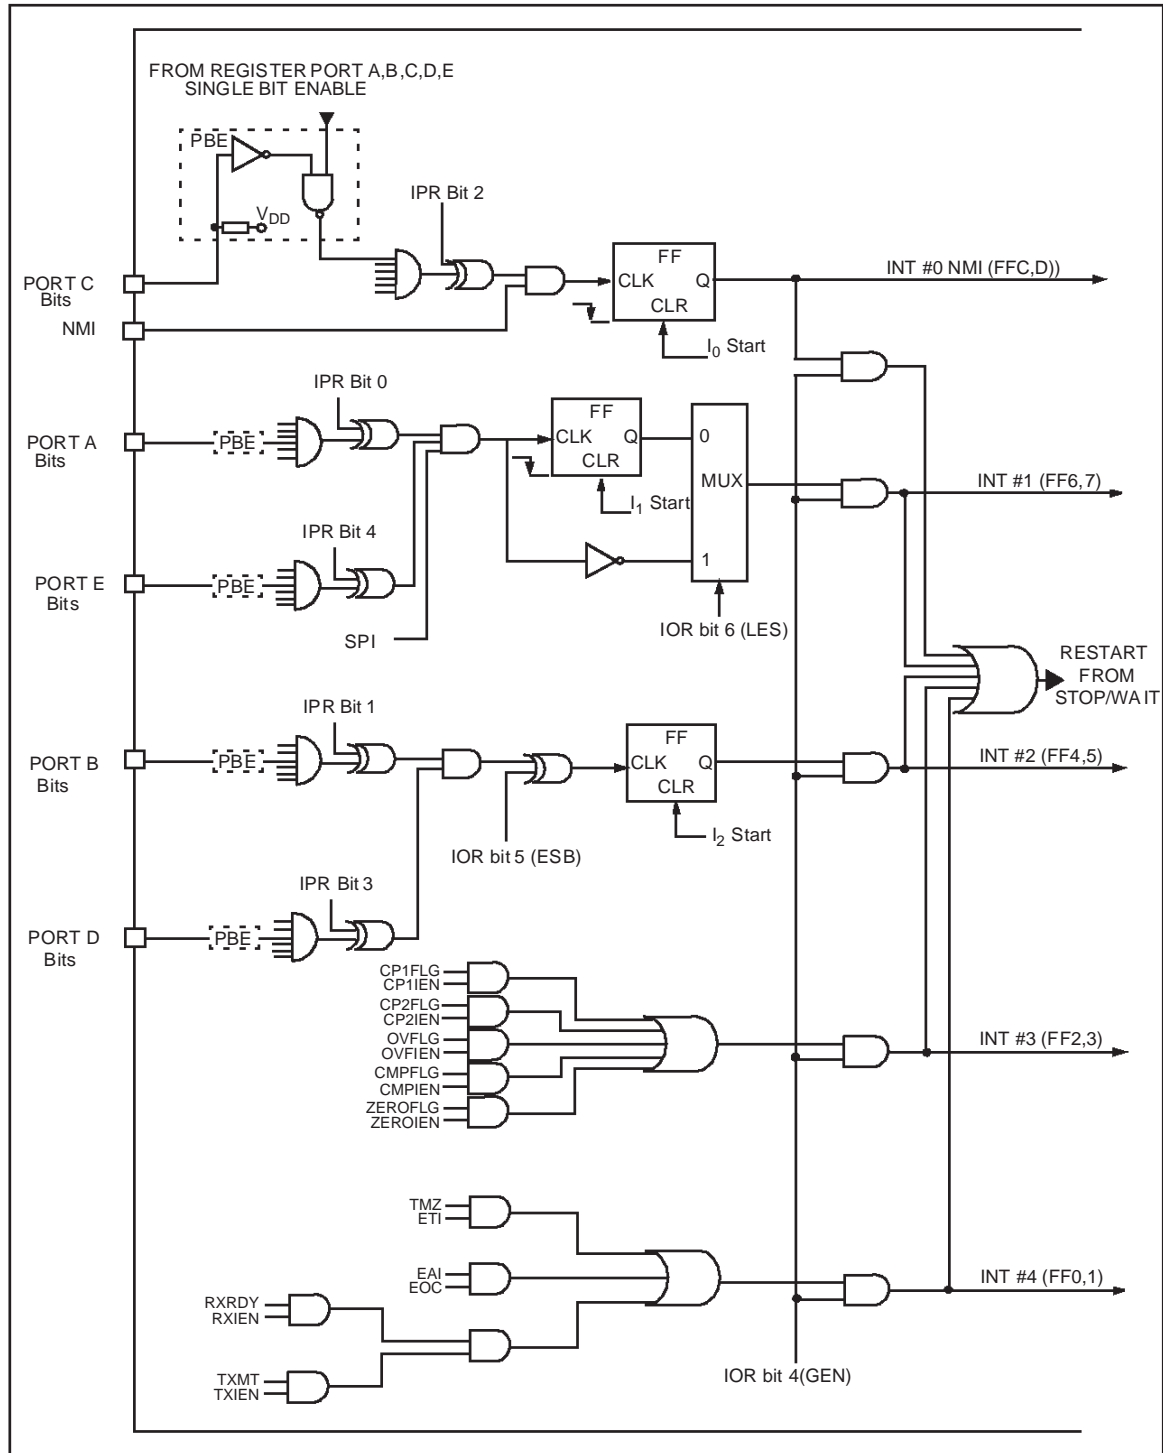 FROM REGISTER PORT A,B,C,D,E
SINGLE BIT ENABLE
PBE
VDD
IPR Bit 2
FF
CLK Q
CLR
I0 Start
INT #0 NMI (FFC,D))
PORT C
Bits
NMI
IPR Bit 0
PORT A
Bits
PBE
FF
CLK Q
CLR
I1 Start
0
MUX
1
INT #1 (FF6,7)
IPR Bit 4
PORT E
Bits
PBE
SPI
IOR bit 6 (LES)
RESTART
FROM
STOP/WAIT
IPR Bit 1
PORT B
Bits
PBE
FF
CLK Q
CLR
I2 Start
INT #2 (FF4,5)
IOR bit 5 (ESB)
IPR Bit 3
PORT D
Bits
PBE
CP1FLG
CP1IEN
CP2FLG
CP2IEN
OVFLG
OVFIEN
CMPFLG
CMPIEN
ZEROFLG
ZEROIEN
INT #3 (FF2,3)
TMZ
ETI
EAI
EOC
RXRDY
RXIEN
TXMT
TXIEN
INT #4 (FF0,1)
IOR bit 4(GEN)